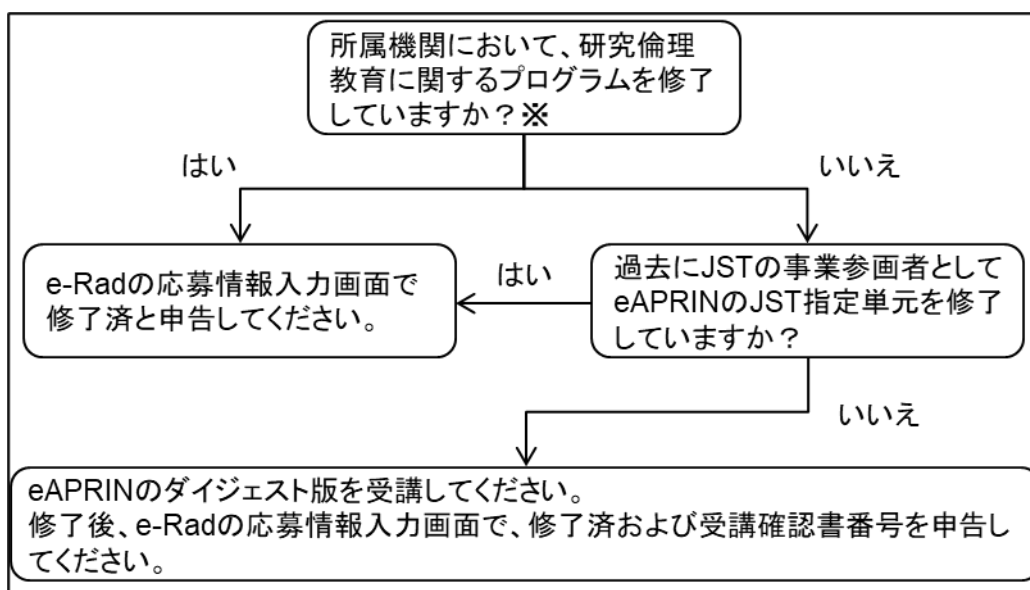 所属機関において、研究倫理
教育に関するプログラムを修了
していますか？※
はい
いいえ
e-Radの応募情報入力画面で
修了済と申告してください。
はい
過去にJSTの事業参画者として
eAPRINのJST指定単元を修了
していますか？
いいえ
eAPRINのダイジェスト版を受講してください。
修了後、e-Radの応募情報入力画面で、修了済および受講確認書番号を申告し
てください。